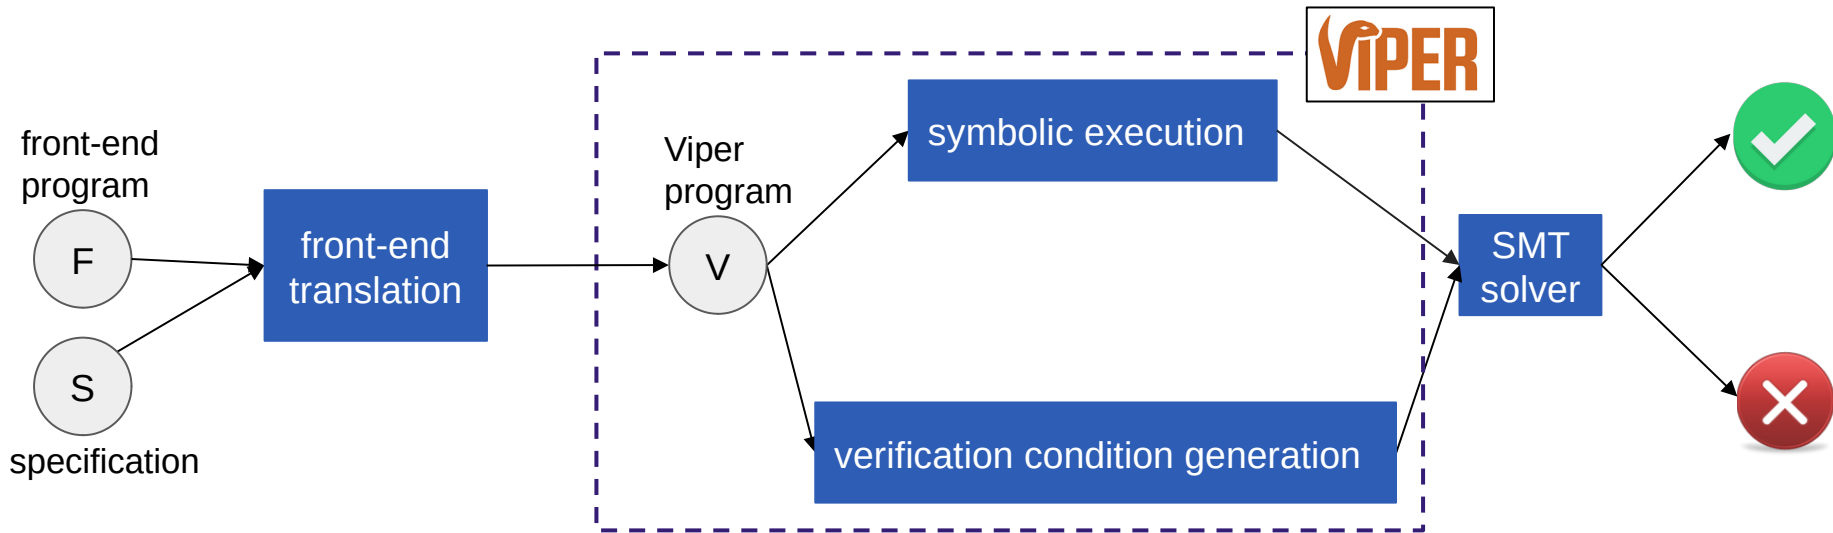 front-end
program
F
S
specification
front-end
translation
Viper
program
V
symbolic execution
verification condition generation
VIPER
SMT
solver